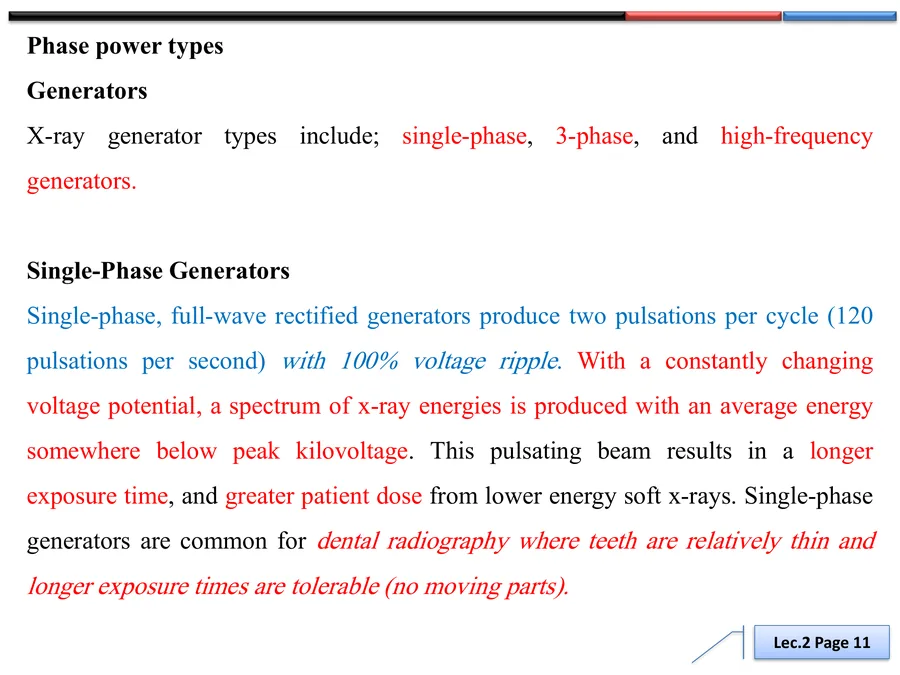 Phase power types
Generators
X-ray generator types include; single-phase, 3-phase, and high-frequency
generators.
Single-Phase Generators
Single-phase, full-wave rectified generators produce two pulsations per cycle (120
pulsations per second) with 100% voltage ripple. With a constantly changing
voltage potential, a spectrum of x-ray energies is produced with an average energy
somewhere below peak kilovoltage. This pulsating beam results in a longer
exposure time, and greater patient dose from lower energy soft x-rays. Single-phase
generators are common for dental radiography where teeth are relatively thin and
longer exposure times are tolerable (no moving parts).
Lec.2 Page 11